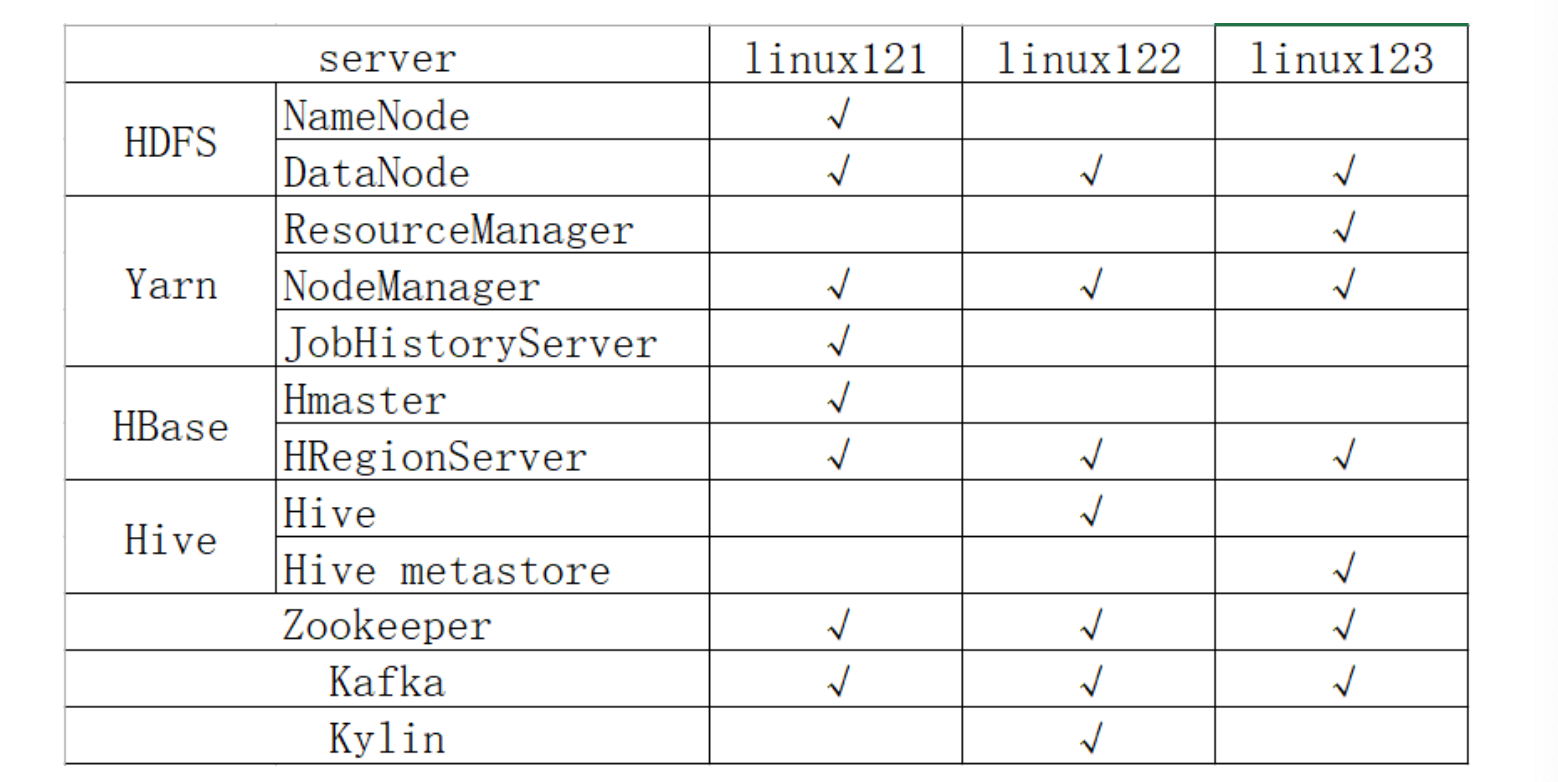 server linux121 linux122 linux123
HDFS NameNode √
DataNode √ √ √
Yarn ResourceManager √
NodeManager √ √ √
JobHistoryServer √
HBase Hmaster √
HRegionServer √ √ √
Hive Hive √
Hive metastore √
Zookeeper √ √ √
Kafka √ √ √
Kylin √